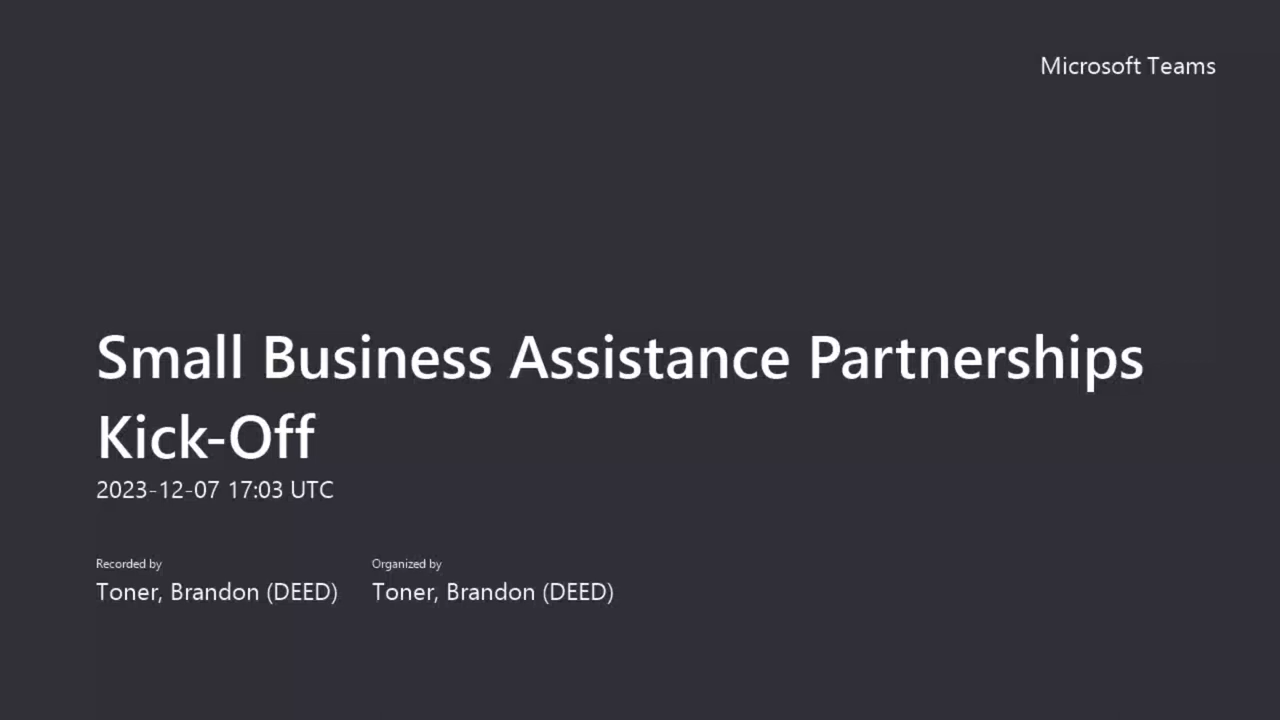 Microsoft Teams
Small Business Assistance Partnerships
Kick-Off
2023-12-07 17:03 UTC
Recorded by
Toner, Brandon (DEED)
Organized by
Toner, Brandon (DEED)